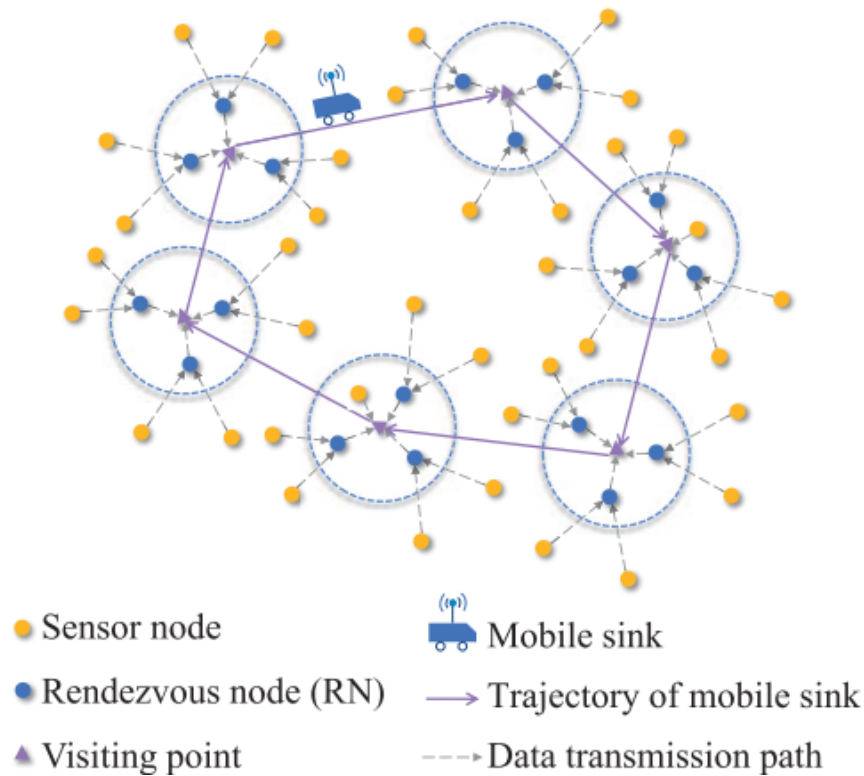 Sensor node
Mobile sink
Rendezvous node (RN)
Trajectory of mobile sink
Visiting point
Data transmission path